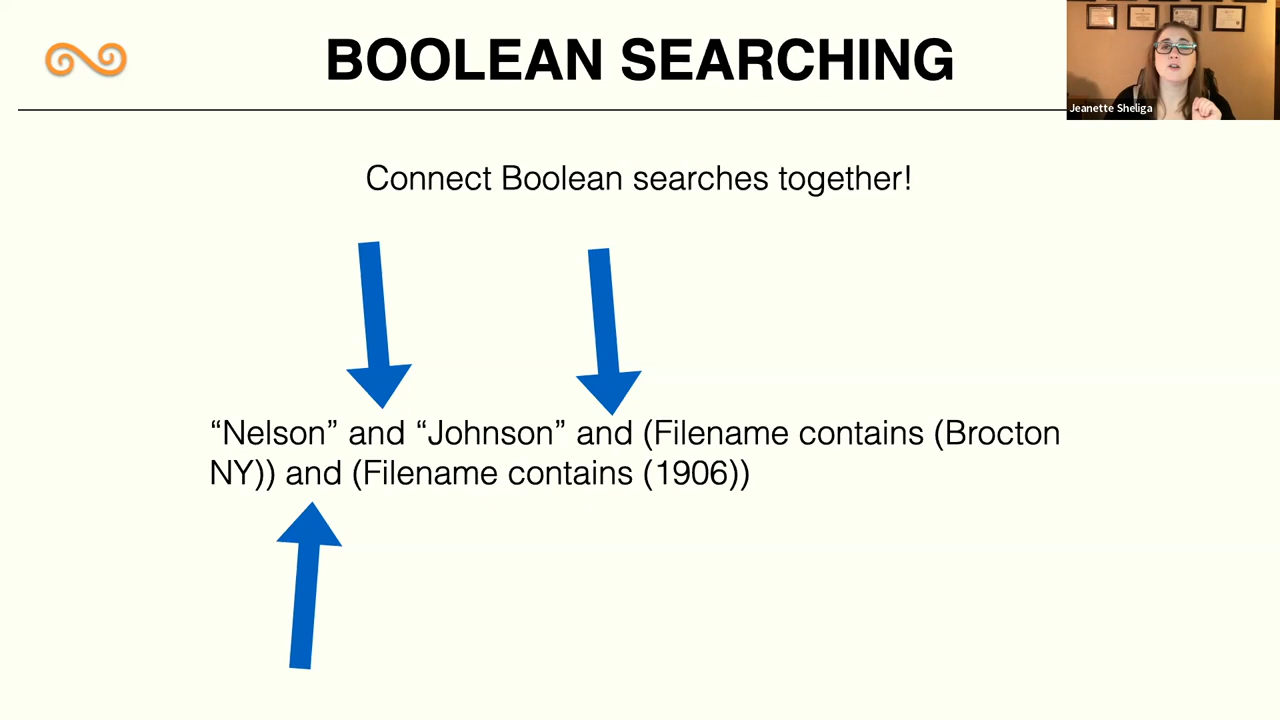 BOOLEAN SEARCHING
Jeanette Sheliga
Connect Boolean searches together!
“Nelson” and “Johnson” and (Filename contains (Brocton
NY)) and (Filename contains (1906))